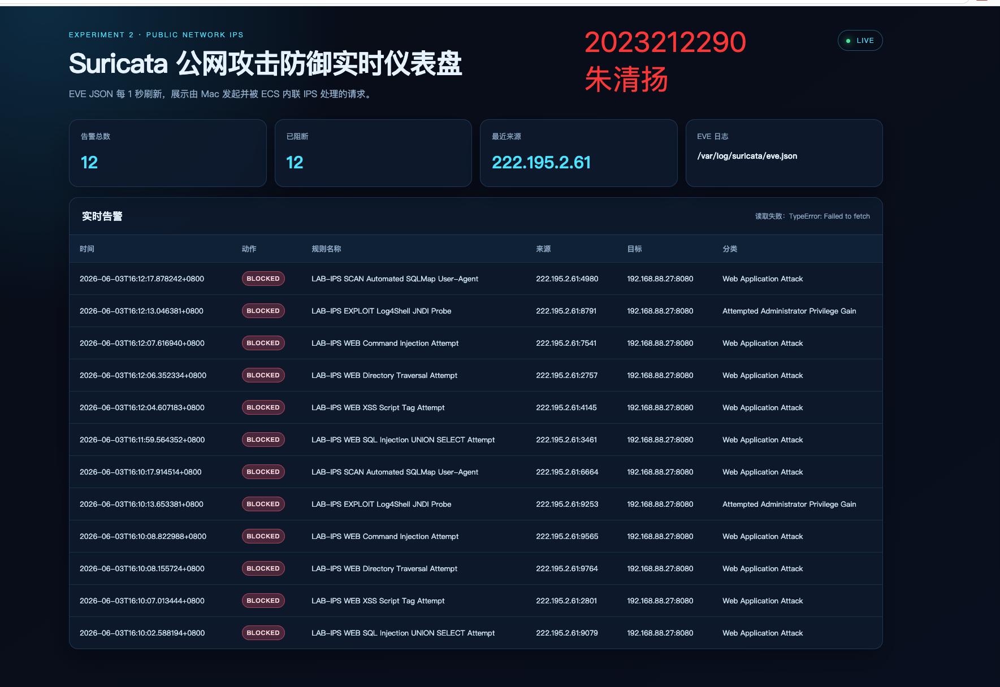 EXPERIMENT 2 · PUBLIC NETWORK IPS
Suricata 公网攻击防御实时仪表盘
EVE JSON 每 1 秒刷新，展示由 Mac 发起并被 ECS 内联 IPS 处理的请求。
2023212290
朱清扬
LIVE
告警总数
12
已阻断
12
最近来源
222.195.2.61
EVE 日志
/var/log/suricata/eve.json
实时告警
读取失败：TypeError: Failed to fetch
时间 动作 规则名称 来源 目标 分类
2026-06-03T16:12:17.878242+0800 BLOCKED LAB-IPS SCAN Automated SQLMap User-Agent 222.195.2.61:4980 192.168.88.27:8080 Web Application Attack
2026-06-03T16:12:13.046381+0800 BLOCKED LAB-IPS EXPLOIT Log4Shell JNDI Probe 222.195.2.61:8791 192.168.88.27:8080 Attempted Administrator Privilege Gain
2026-06-03T16:12:07.616940+0800 BLOCKED LAB-IPS WEB Command Injection Attempt 222.195.2.61:7541 192.168.88.27:8080 Web Application Attack
2026-06-03T16:12:06.352334+0800 BLOCKED LAB-IPS WEB Directory Traversal Attempt 222.195.2.61:2757 192.168.88.27:8080 Web Application Attack
2026-06-03T16:12:04.607183+0800 BLOCKED LAB-IPS WEB XSS Script Tag Attempt 222.195.2.61:4145 192.168.88.27:8080 Web Application Attack
2026-06-03T16:11:59.564352+0800 BLOCKED LAB-IPS WEB SQL Injection UNION SELECT Attempt 222.195.2.61:3461 192.168.88.27:8080 Web Application Attack
2026-06-03T16:10:17.914514+0800 BLOCKED LAB-IPS SCAN Automated SQLMap User-Agent 222.195.2.61:6664 192.168.88.27:8080 Web Application Attack
2026-06-03T16:10:13.653381+0800 BLOCKED LAB-IPS EXPLOIT Log4Shell JNDI Probe 222.195.2.61:9253 192.168.88.27:8080 Attempted Administrator Privilege Gain
2026-06-03T16:10:08.822988+0800 BLOCKED LAB-IPS WEB Command Injection Attempt 222.195.2.61:9565 192.168.88.27:8080 Web Application Attack
2026-06-03T16:10:08.155724+0800 BLOCKED LAB-IPS WEB Directory Traversal Attempt 222.195.2.61:9764 192.168.88.27:8080 Web Application Attack
2026-06-03T16:10:07.013444+0800 BLOCKED LAB-IPS WEB XSS Script Tag Attempt 222.195.2.61:2801 192.168.88.27:8080 Web Application Attack
2026-06-03T16:10:02.588194+0800 BLOCKED LAB-IPS WEB SQL Injection UNION SELECT Attempt 222.195.2.61:9079 192.168.88.27:8080 Web Application Attack